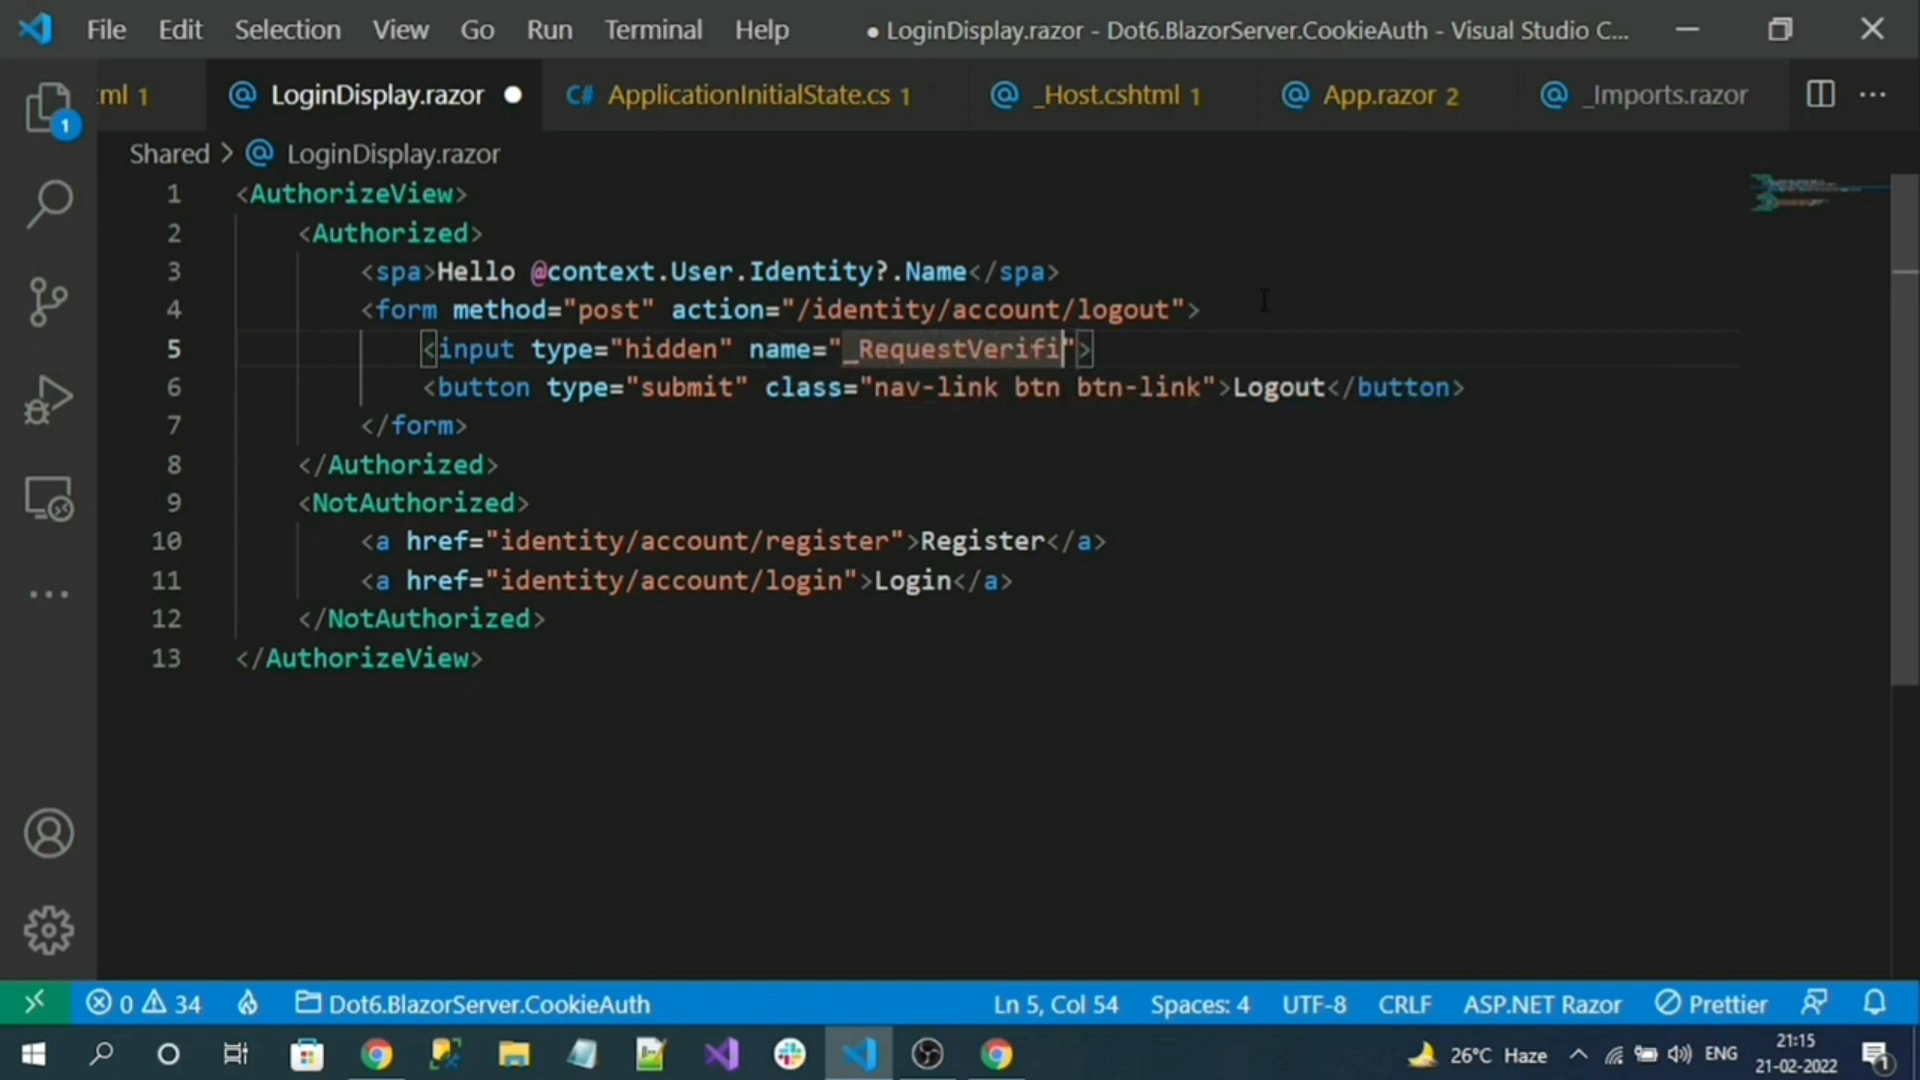 File Edit Selection View Go Run Terminal Help ● LoginDisplay.razor - Dot6.BlazorServer.CookieAuth - Visual Studio C...
:ml 1 LoginDisplay.razor ● C# ApplicationInitialState.cs 1 _Host.cshtml 1 App.razor 2 _Imports.razor
1
Shared > LoginDisplay.razor
1 <AuthorizeView>
2 <Authorized>
3 <spa>Hello @context.User.Identity?.Name</spa>
4 <form method="post" action="/identity/account/logout">
5 <input type="hidden" name="_RequestVerifi">
6 <button type="submit" class="nav-link btn btn-link">Logout</button>
7 </form>
8 </Authorized>
9 <NotAuthorized>
10 <a href="identity/account/register">Register</a>
11 <a href="identity/account/login">Login</a>
12 </NotAuthorized>
13 </AuthorizeView>
0 34 Dot6.BlazorServer.CookieAuth Ln 5, Col 54 Spaces: 4 UTF-8 CRLF ASP.NET Razor Prettier
26°C Haze ENG 21:15
21-02-2022 1